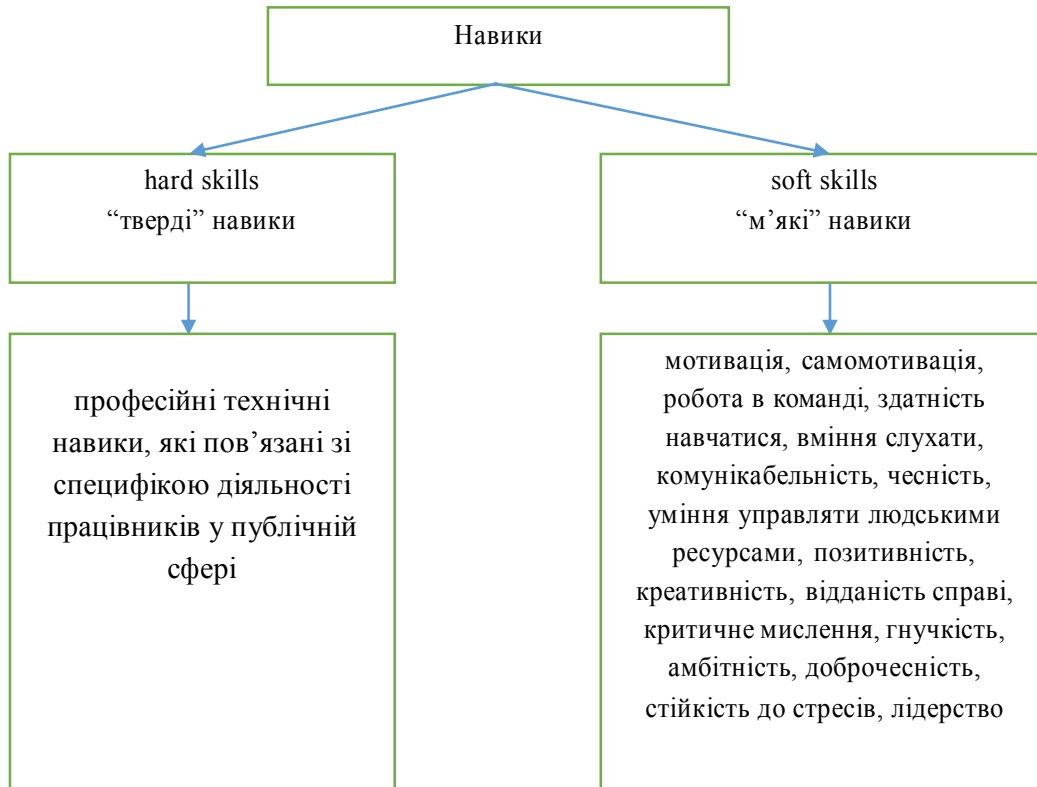 Навики
hard skills
“тверді” навики
soft skills
“м’які” навики
професійні технічні
навики, які пов’язані зі
специфікою діяльності
працівників у публічній
сфері
мотивація, самомотивація,
робота в команді, здатність
навчатися, вміння слухати,
комунікабельність, чесність,
уміння управляти людськими
ресурсами, позитивність,
креативність, відданість справі,
критичне мислення, гнучкість,
амбітність, доброчесність,
стійкість до стресів, лідерство